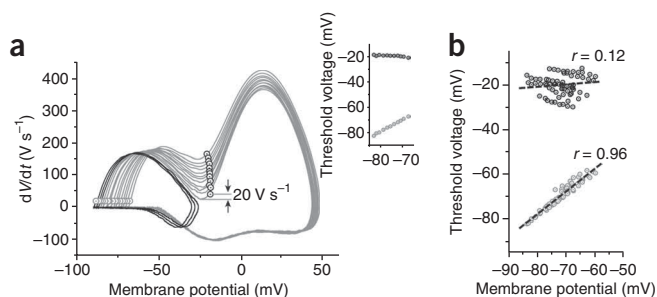 a
dV/dt (V s⁻¹)
400
300
200
100
0
−100
−100
−50
0
50
Membrane potential (mV)
20 V s⁻¹
Threshold voltage (mV)
0
−20
−40
−60
−80
−80
−70
b
Threshold voltage (mV)
0
−20
−40
−60
−80
r = 0.12
r = 0.96
−90
−80
−70
−60
−50
Membrane potential (mV)